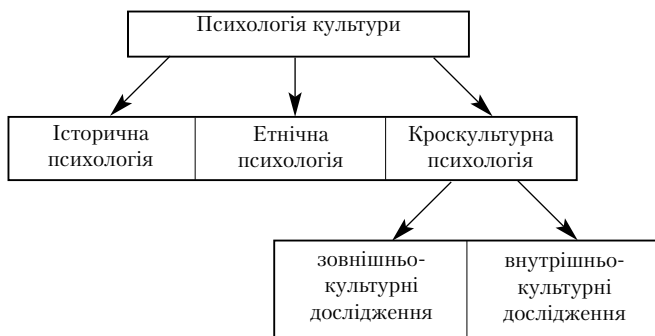 Психологія культури
Історична
психологія
Етнічна
психологія
Кроскультурна
психологія
зовнішньо-
культурні
дослідження
внутрішньо-
культурні
дослідження